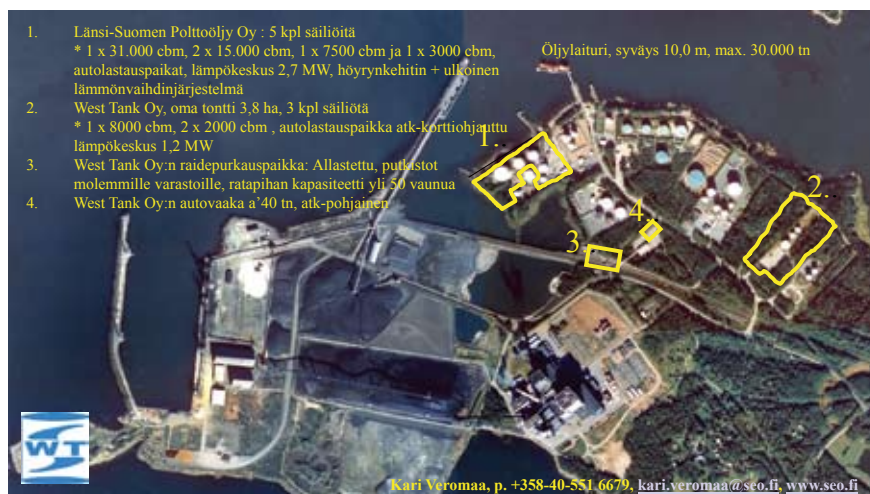 1. Länsi-Suomen Polttoöljy Oy : 5 kpl säiliöitä
* 1 x 31.000 cbm, 2 x 15.000 cbm, 1 x 7500 cbm ja 1 x 3000 cbm,
autolastauspaikat, lämpökeskus 2,7 MW, höyrynkehitin + ulkoinen
lämmönvaihdinjärjestelmä
2. West Tank Oy, oma tontti 3,8 ha, 3 kpl säiliötä
* 1 x 8000 cbm, 2 x 2000 cbm , autolastauspaikka atk-korttiohjauttu
lämpökeskus 1,2 MW
3. West Tank Oy:n raidepurkauspaikka: Allastettu, putkistot
molemmille varastoille, ratapihan kapasiteetti yli 50 vaunua
4. West Tank Oy:n autovaaka a'40 tn, atk-pohjainen
Öljylaituri, syväys 10,0 m, max. 30.000 tn
1.
2.
4.
3
WT
Kari Veromaa, p. +358-40-551 6679, kari.veromaa@seo.fi, www.seo.fi